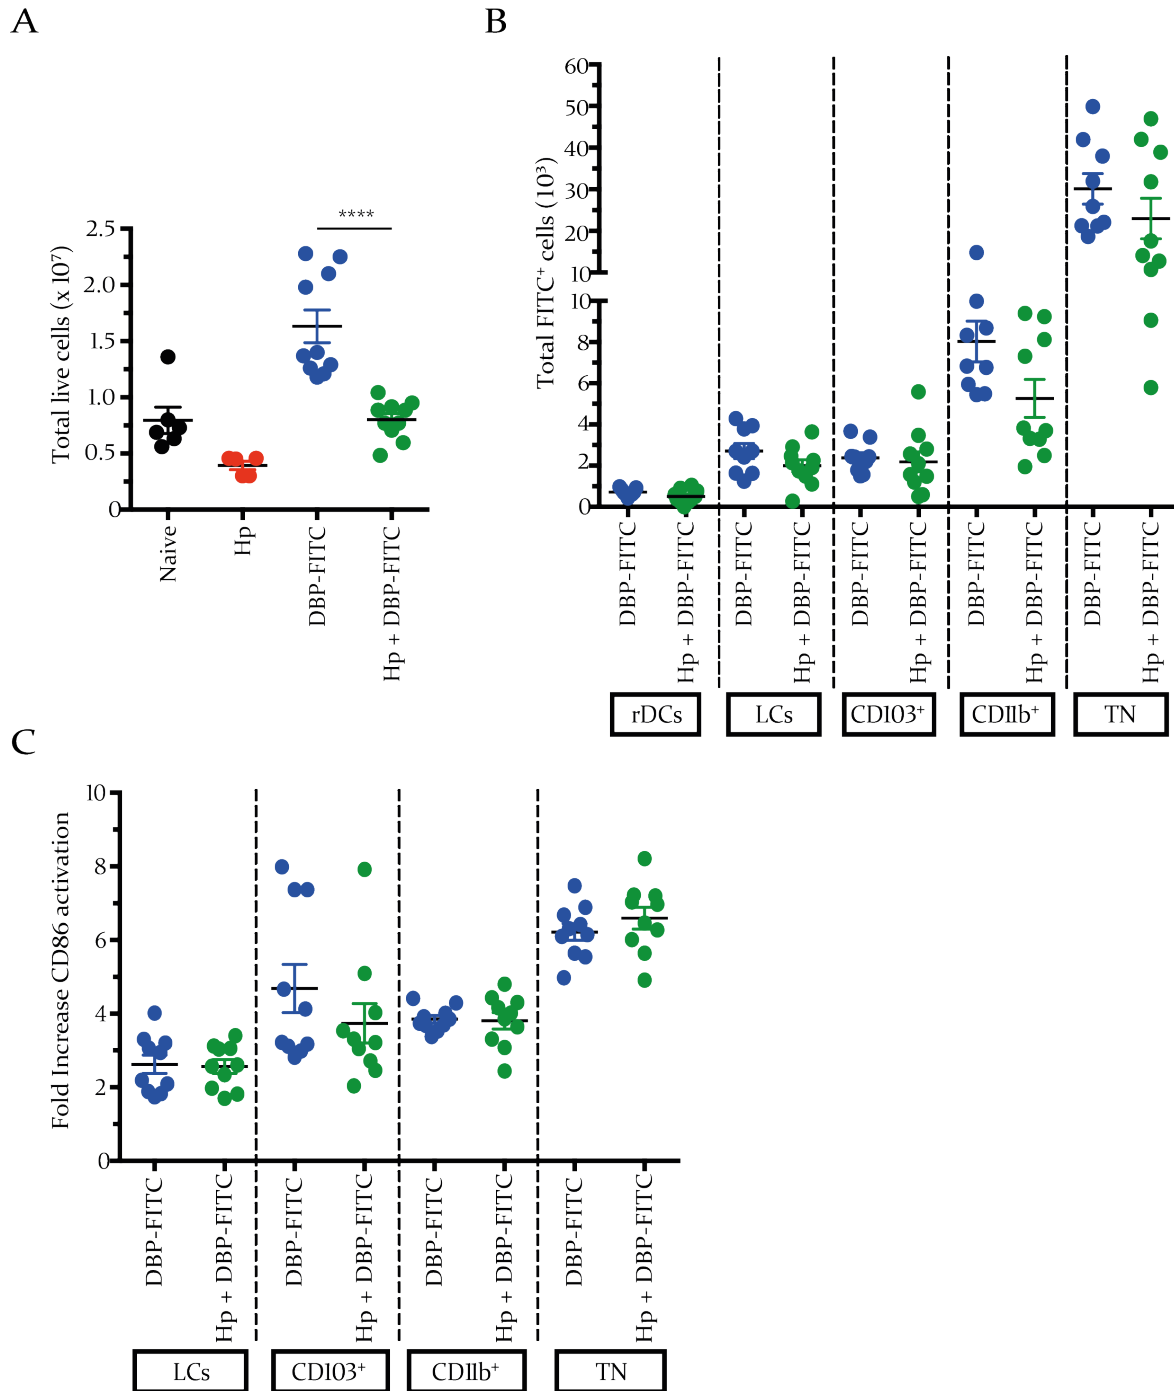 A
B
Total live cells (x 10⁷)
2.5
2.0
1.5
1.0
0.5
0
****
Naive
Hp
DBP-FITC
Hp + DBP-FITC
Total FITC⁺ cells (10³)
60
50
40
30
20
10
10
8
6
4
2
0
DBP-FITC
Hp + DBP-FITC
DBP-FITC
Hp + DBP-FITC
DBP-FITC
Hp + DBP-FITC
DBP-FITC
Hp + DBP-FITC
DBP-FITC
Hp + DBP-FITC
rDCs
LCs
CD103⁺
CD11b⁺
TN
C
Fold Increase CD86 activation
10
8
6
4
2
0
DBP-FITC
Hp + DBP-FITC
DBP-FITC
Hp + DBP-FITC
DBP-FITC
Hp + DBP-FITC
DBP-FITC
Hp + DBP-FITC
LCs
CD103⁺
CD11b⁺
TN